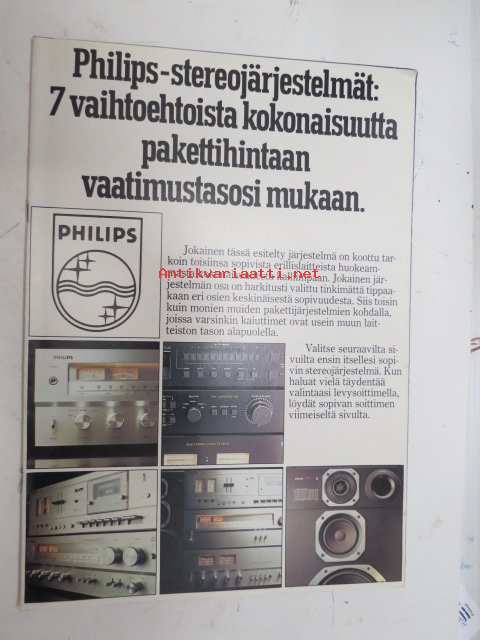 Philips-stereojärjestelmät:
7 vaihtoehtoista kokonaisuutta
pakettihintaan
vaatimustasosi mukaan.
PHILIPS
Jokainen tässä esitelty järjestelmä on koottu tar-
koin toisiinsa sopivista erillislaitteista huokeam-
Antikvariaatti.net
Jokainen jär-
jestelmän osa on harkitusti valittu tinkimättä tippaa-
kaan eri osien keskinäisestä sopivuudesta. Siis toisin
kuin monien muiden pakettijärjestelmien kohdalla,
joissa varsinkin kaiuttimet ovat usein muun lait-
teiston tason alapuolella.
Valitse seuraavilta si-
vuilta ensin itsellesi sopi-
vin stereojärjestelmä. Kun
haluat vielä täydentää
valintaasi levysoittimella,
löydät sopivan soittimen
viimeiseltä sivulta.
PHILIPS